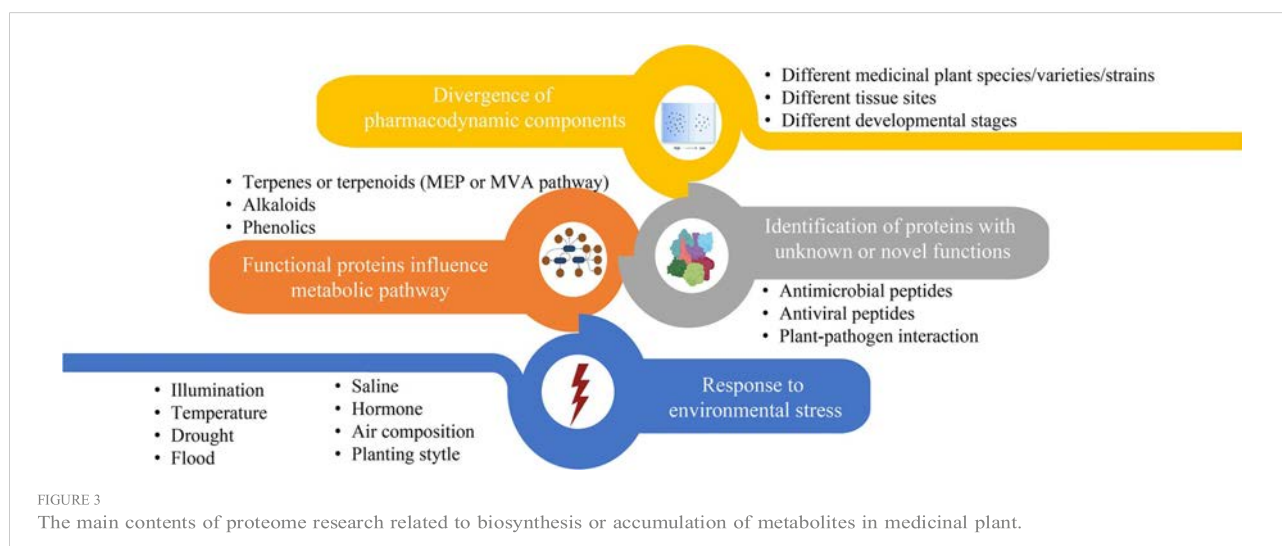 Divergence of
pharmacodynamic components
• Different medicinal plant species/varieties/strains
• Different tissue sites
• Different developmental stages
• Terpenes or terpenoids (MEP or MVA pathway)
• Alkaloids
• Phenolics
Functional proteins influence
metabolic pathway
Identification of proteins with
unknown or novel functions
• Antimicrobial peptides
• Antiviral peptides
• Plant-pathogen interaction
• Illumination
• Temperature
• Drought
• Flood
• Saline
• Hormone
• Air composition
• Planting stytle
Response to
environmental stress
FIGURE 3
The main contents of proteome research related to biosynthesis or accumulation of metabolites in medicinal plant.